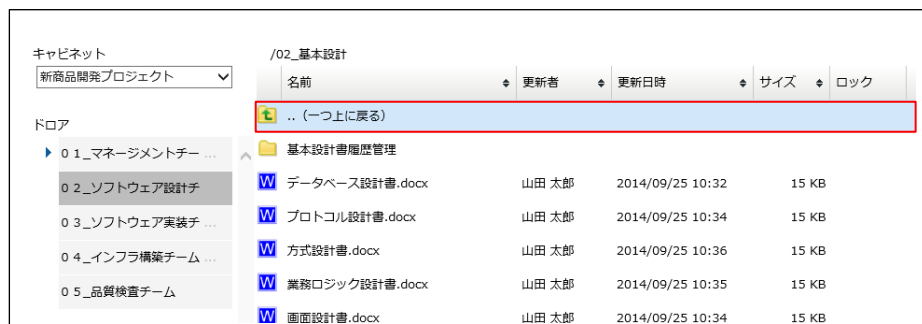 キャビネット
新商品開発プロジェクト
ドロア
０１_マネージメントチー ...
０２_ソフトウェア設計チ
０３_ソフトウェア実装チ ...
０４_インフラ構築チーム ...
０５_品質検査チーム
/02_基本設計
名前 更新者 更新日時 サイズ ロック
..（一つ上に戻る）
基本設計書履歴管理
データベース設計書.docx 山田 太郎 2014/09/25 10:32 15 KB
プロトコル設計書.docx 山田 太郎 2014/09/25 10:34 15 KB
方式設計書.docx 山田 太郎 2014/09/25 10:36 15 KB
業務ロジック設計書.docx 山田 太郎 2014/09/25 10:35 15 KB
画面設計書.docx 山田 太郎 2014/09/25 10:34 15 KB